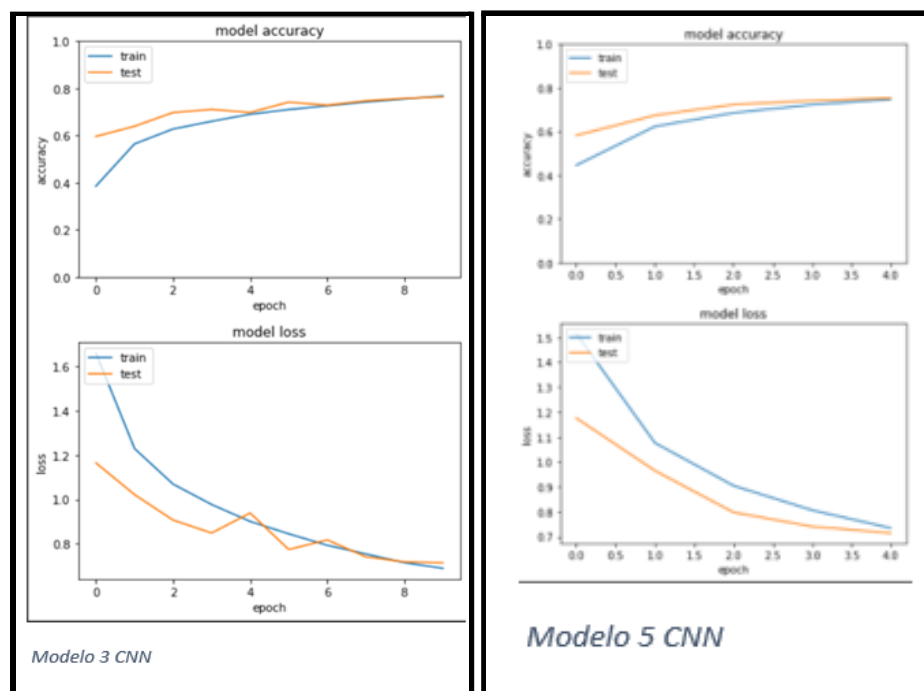 model accuracy
train
test
1.0
0.8
0.6
0.4
0.2
0.0
accuracy
0 2 4 6 8
epoch
model loss
train
test
1.6
1.4
1.2
1.0
0.8
loss
0 2 4 6 8
epoch
Modelo 3 CNN
model accuracy
train
test
1.0
0.8
0.6
0.4
0.2
0.0
accuracy
0.0 0.5 1.0 1.5 2.0 2.5 3.0 3.5 4.0
epoch
model loss
train
test
1.5
1.4
1.3
1.2
1.1
1.0
0.9
0.8
0.7
loss
0.0 0.5 1.0 1.5 2.0 2.5 3.0 3.5 4.0
epoch
Modelo 5 CNN